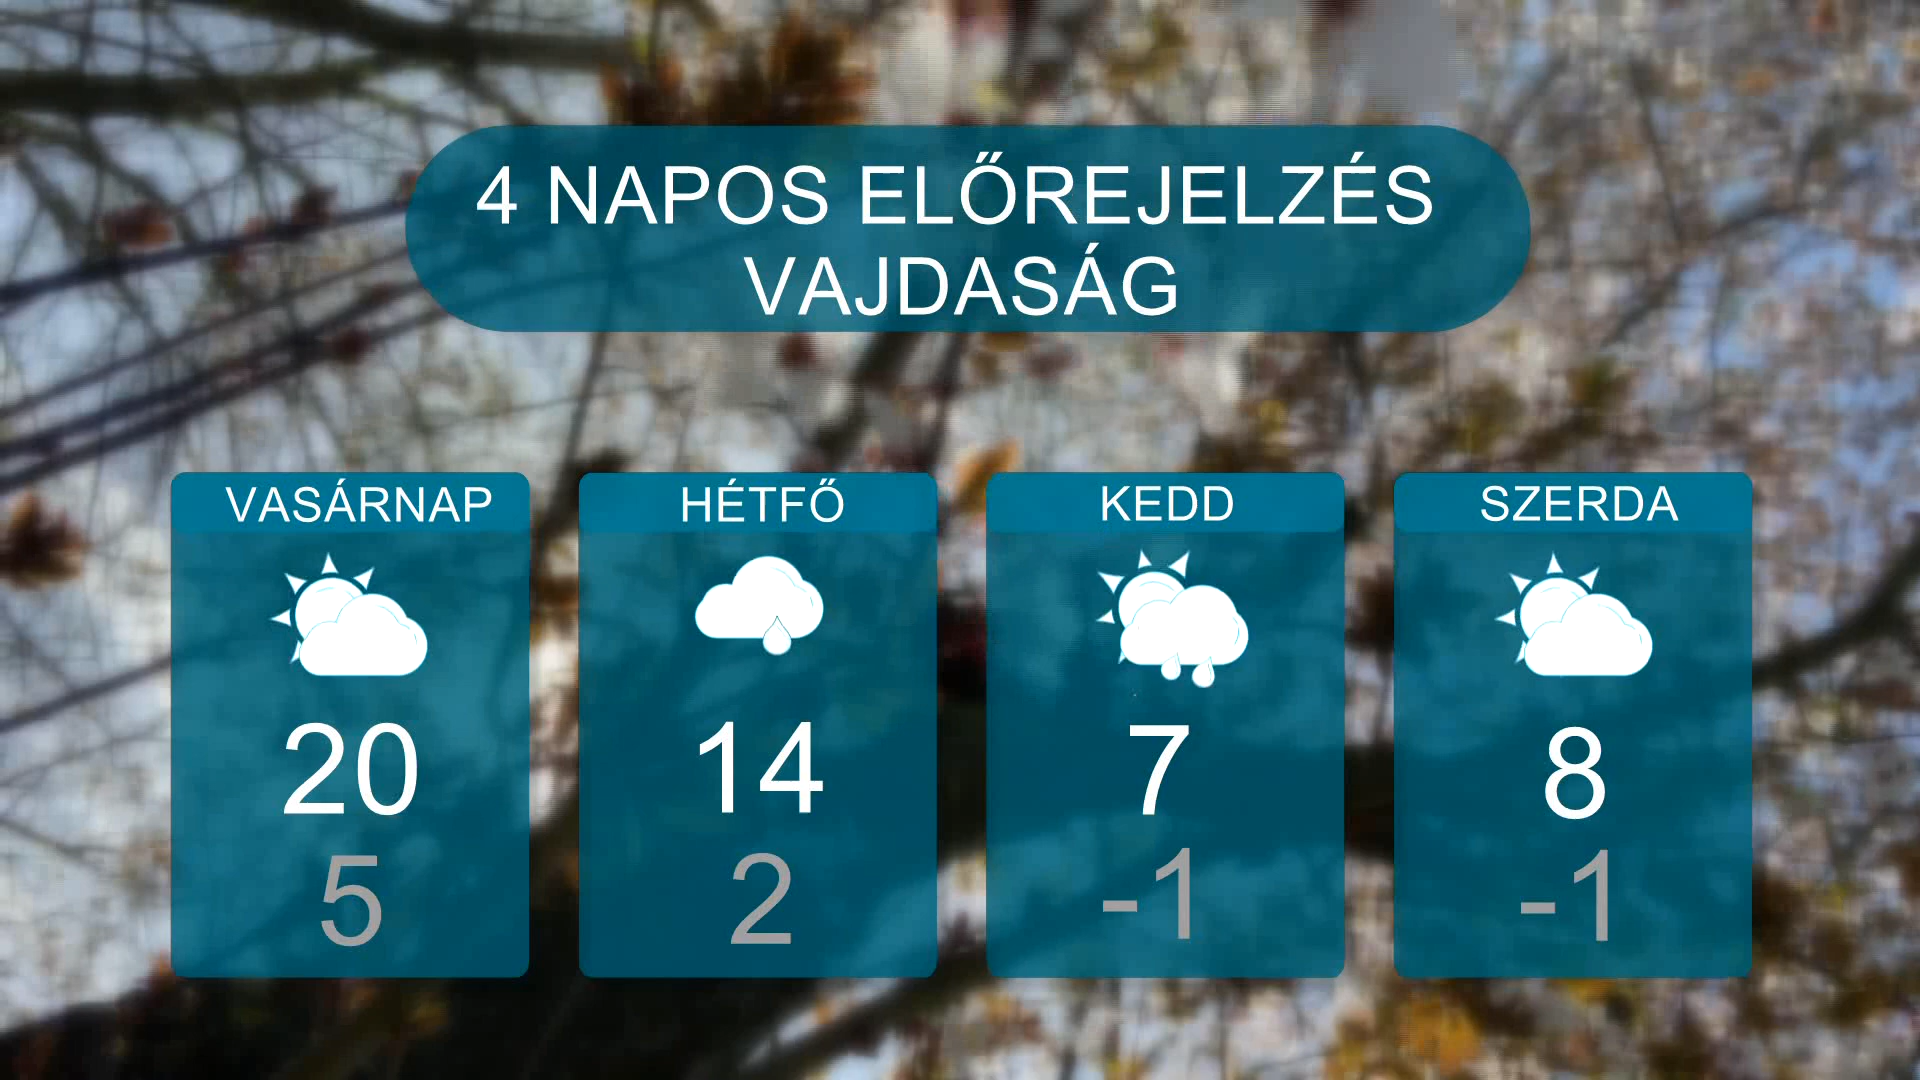 4 NAPOS ELŐREJELZÉS
VAJDASÁG
VASÁRNAP
20
5
HÉTFŐ
14
2
KEDD
7
-1
SZERDA
8
-1